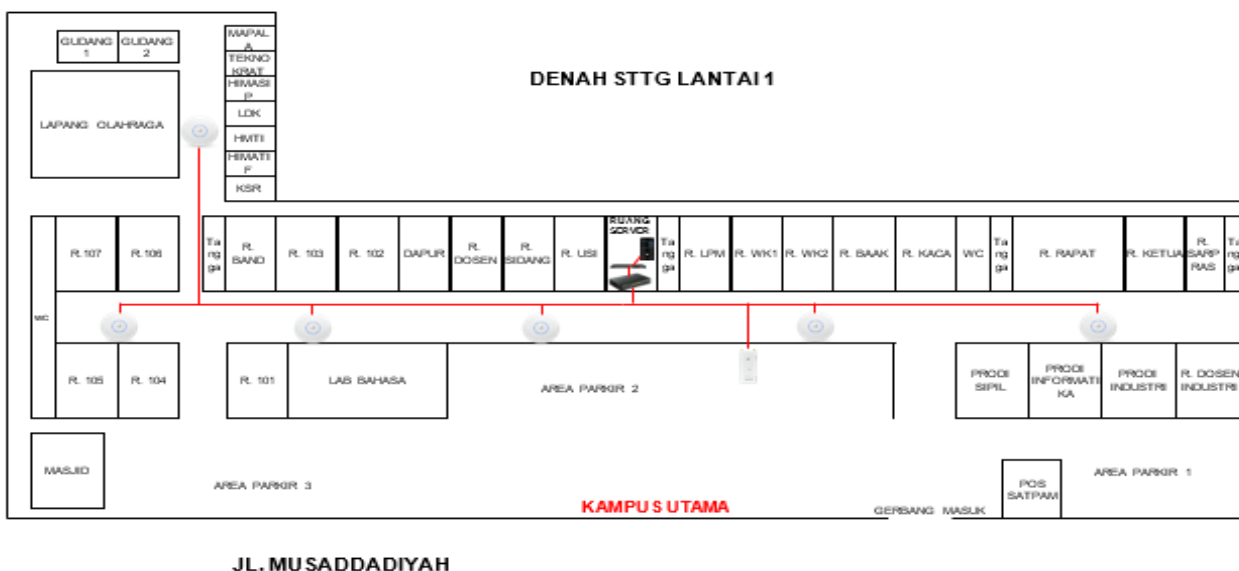 DENAH STTG LANTAI 1
GUDANG
1
GUDANG
2
MAPAL
A
TEKNO
KRAT
HIMASI
P
LDK
HMTI
HIMATI
F
KSR
LAPANG OLAHRAGA
R.107
R.106
Ta
ng
ga
R.
BAND
R. 103
R. 102
DAPUR
R.
DOSEN
R.
SIDANG
R. USI
RUANG
SERVER
Ta
ng
ga
R. LPM
R. WK1
R. WK2
R. BAAK
R. KACA
WC
Ta
ng
ga
R. RAPAT
R. KETUA
R.
SARP
RAS
Ta
ng
ga
WC
R. 105
R. 104
R. 101
LAB BAHASA
AREA PARKIR 2
PRODI
SIPIL
PRODI
INFORMATI
KA
PRODI
INDUSTRI
R. DOSEN
INDUSTRI
MASJID
AREA PARKIR 3
KAMPUS UTAMA
GERBANG MASUK
POS
SATPAM
AREA PARKIR 1
JL. MUSADDADIYAH